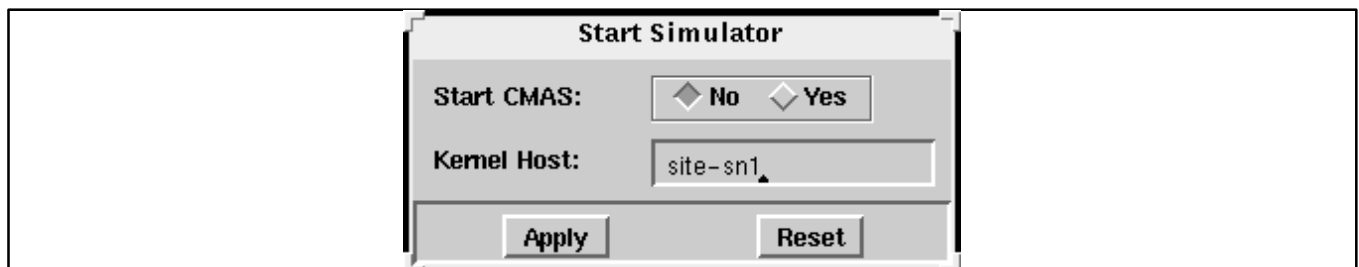 Start Simulator
Start CMAS: No Yes
Kernel Host: site-sn1
Apply Reset